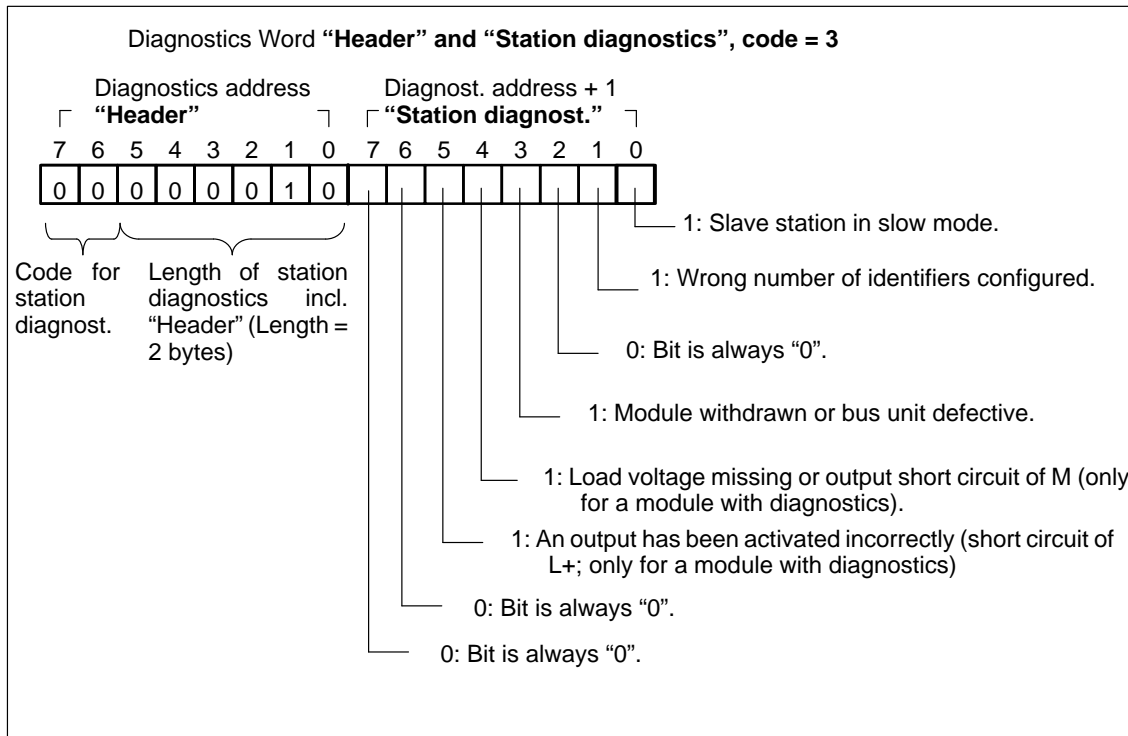 Diagnostics Word “Header” and “Station diagnostics”, code = 3
Diagnostics address
“Header”
Diagnost. address + 1
“Station diagnost.”
7 6 5 4 3 2 1 0 7 6 5 4 3 2 1 0
0 0 0 0 0 0 1 0
1: Slave station in slow mode.
Code for
station
diagnost.
Length of station
diagnostics incl.
“Header” (Length =
2 bytes)
1: Wrong number of identifiers configured.
0: Bit is always “0”.
1: Module withdrawn or bus unit defective.
1: Load voltage missing or output short circuit of M (only
for a module with diagnostics).
1: An output has been activated incorrectly (short circuit of
L+; only for a module with diagnostics)
0: Bit is always “0”.
0: Bit is always “0”.